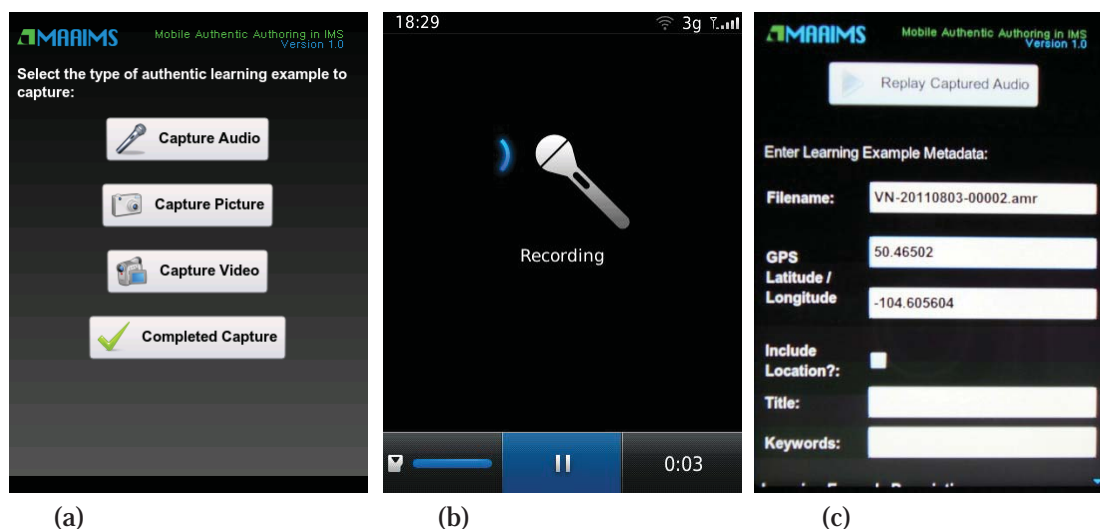 MAAIMS
Mobile Authentic Authoring in IMS
Version 1.0
Select the type of authentic learning example to
capture:
Capture Audio
Capture Picture
Capture Video
Completed Capture
(a)
18:29
3g
Recording
0:03
(b)
MAAIMS
Mobile Authentic Authoring in IMS
Version 1.0
Replay Captured Audio
Enter Learning Example Metadata:
Filename:
VN-20110803-00002.amr
GPS
Latitude /
Longitude
50.46502
-104.605604
Include
Location?:
Title:
Keywords:
(c)